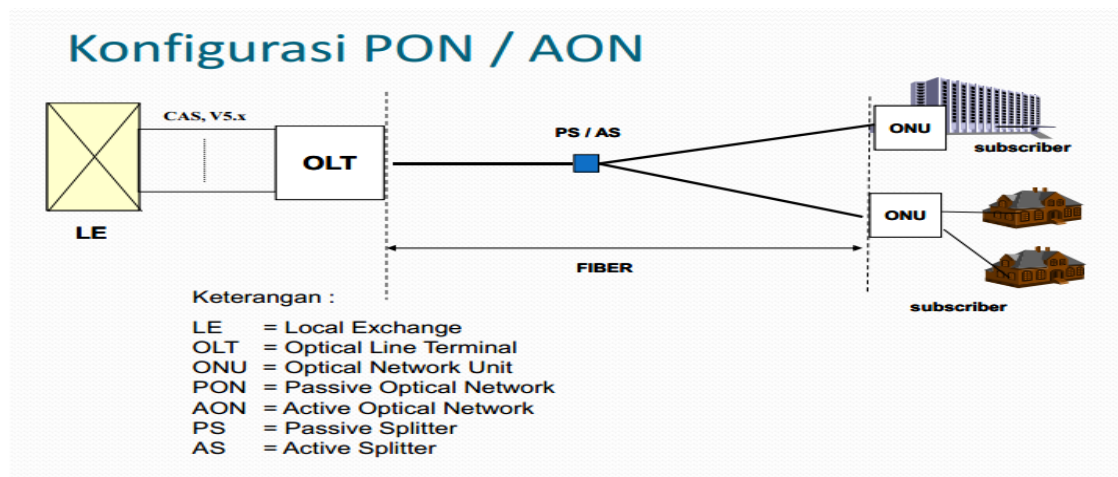 Konfigurasi PON / AON
CAS, V5.x
OLT
LE
PS / AS
ONU
subscriber
ONU
subscriber
FIBER
Keterangan :
LE = Local Exchange
OLT = Optical Line Terminal
ONU = Optical Network Unit
PON = Passive Optical Network
AON = Active Optical Network
PS = Passive Splitter
AS = Active Splitter